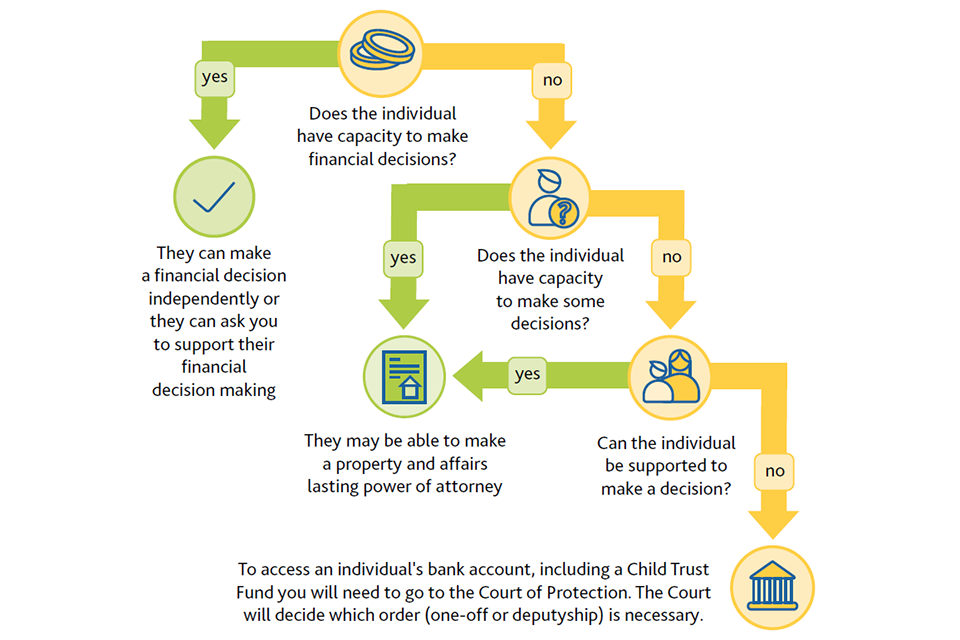 yes
no
Does the individual
have capacity to make
financial decisions?
They can make
a financial decision
independently or
they can ask you
to support their
financial
decision making
yes
no
Does the individual
have capacity
to make some
decisions?
?
yes
They may be able to make
a property and affairs
lasting power of attorney
Can the individual
be supported to
make a decision?
no
To access an individual's bank account, including a Child Trust
Fund you will need to go to the Court of Protection. The Court
will decide which order (one-off or deputyship) is necessary.